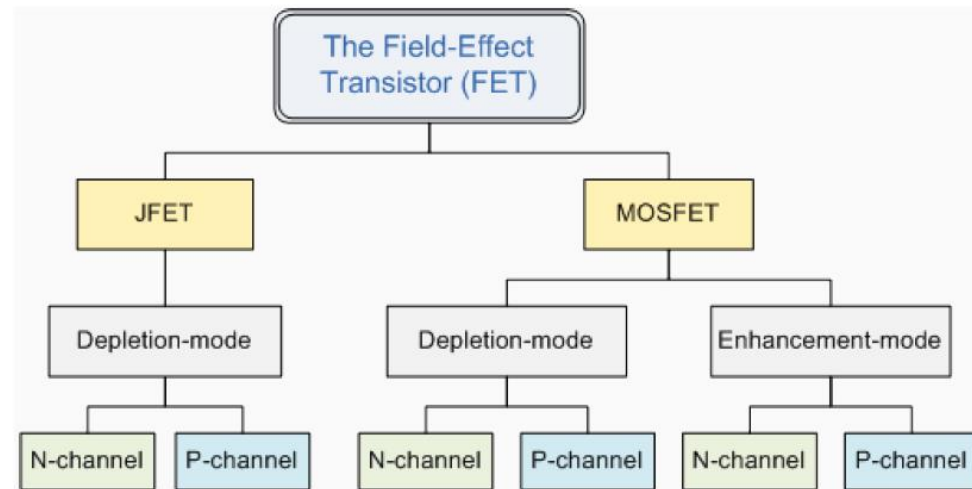 The Field-Effect
Transistor (FET)
JFET
MOSFET
Depletion-mode
Depletion-mode
Enhancement-mode
N-channel
P-channel
N-channel
P-channel
N-channel
P-channel